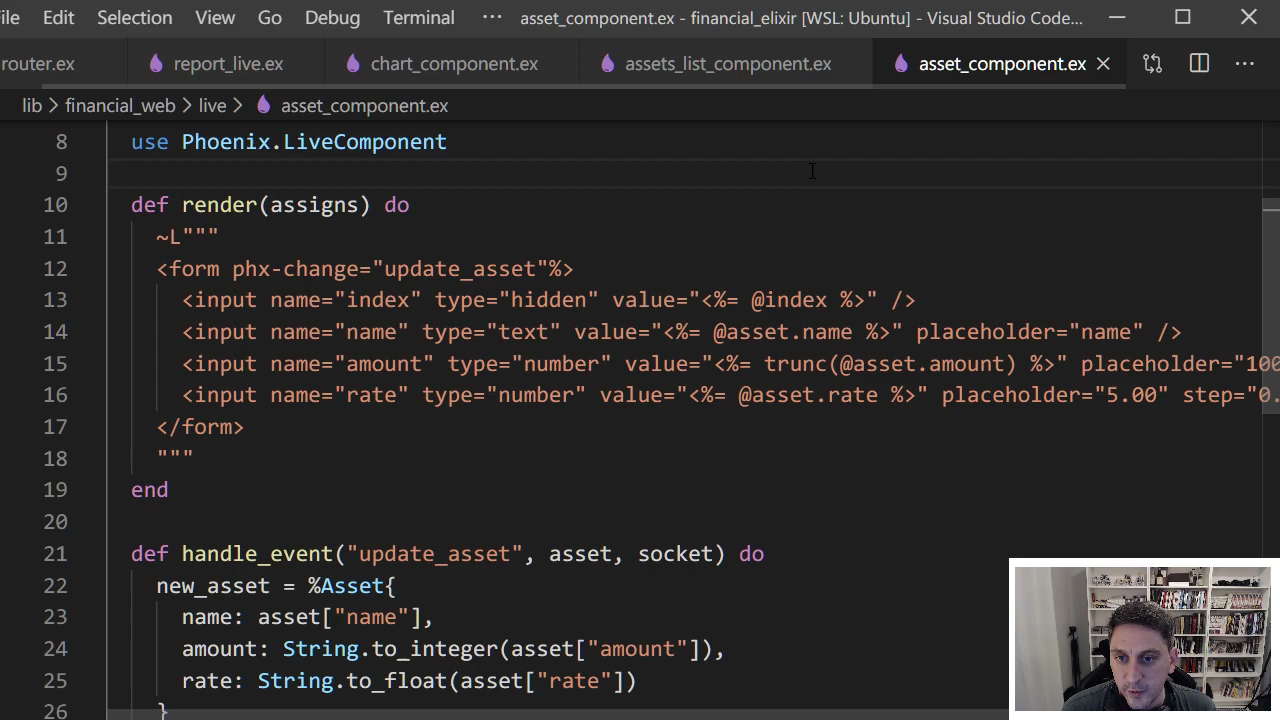 File Edit Selection View Go Debug Terminal ··· asset_component.ex - financial_elixir [WSL: Ubuntu] - Visual Studio Code...
router.ex report_live.ex chart_component.ex assets_list_component.ex asset_component.ex
lib > financial_web > live > asset_component.ex
8 use Phoenix.LiveComponent
9
10 def render(assigns) do
11 ~L"""
12 <form phx-change="update_asset"%>
13 <input name="index" type="hidden" value="<%= @index %>" />
14 <input name="name" type="text" value="<%= @asset.name %>" placeholder="name" />
15 <input name="amount" type="number" value="<%= trunc(@asset.amount) %>" placeholder="100
16 <input name="rate" type="number" value="<%= @asset.rate %>" placeholder="5.00" step="0.
17 </form>
18 """
19 end
20
21 def handle_event("update_asset", asset, socket) do
22 new_asset = %Asset{
23 name: asset["name"],
24 amount: String.to_integer(asset["amount"]),
25 rate: String.to_float(asset["rate"])
26 }